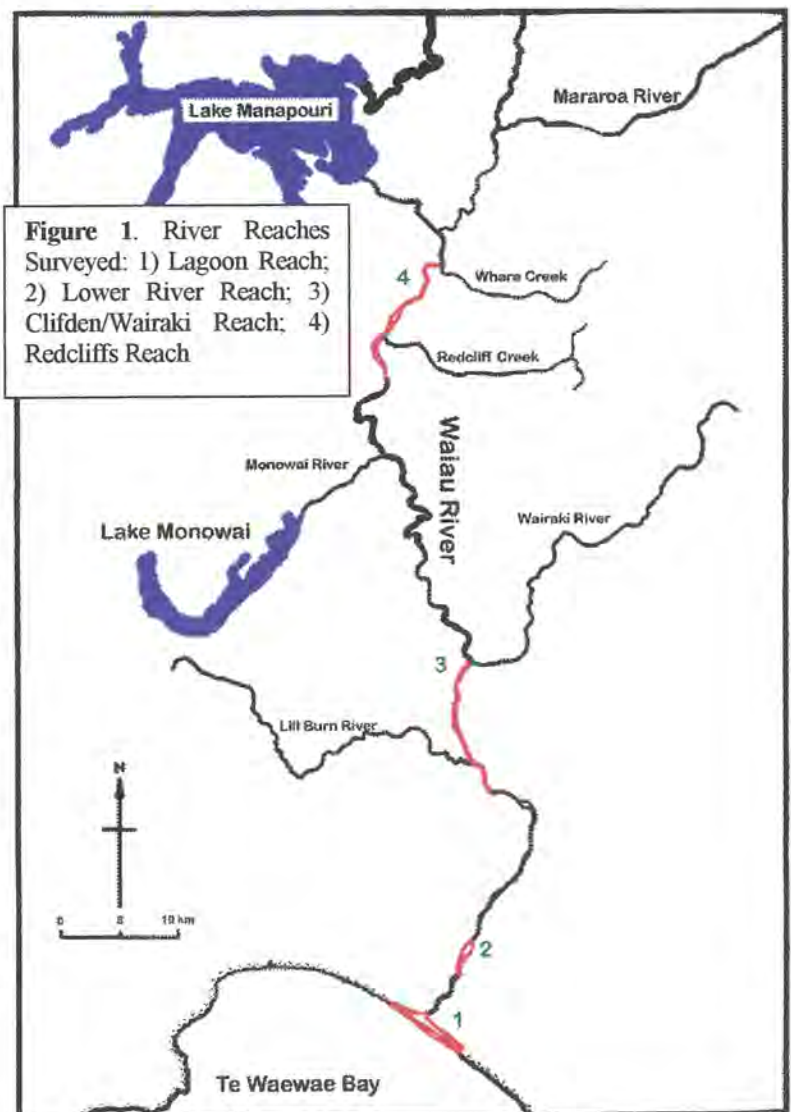 Lake Manapouri
Mararoa River
Figure 1. River Reaches
Surveyed: 1) Lagoon Reach;
2) Lower River Reach; 3)
Clifden/Wairaki Reach; 4)
Redcliffs Reach
4
Whare Creek
Redcliff Creek
Waiau River
Monowai River
Wairaki River
Lake Monowai
3
Lill Burn River
N
0 8 10 km
2
1
Te Waewae Bay